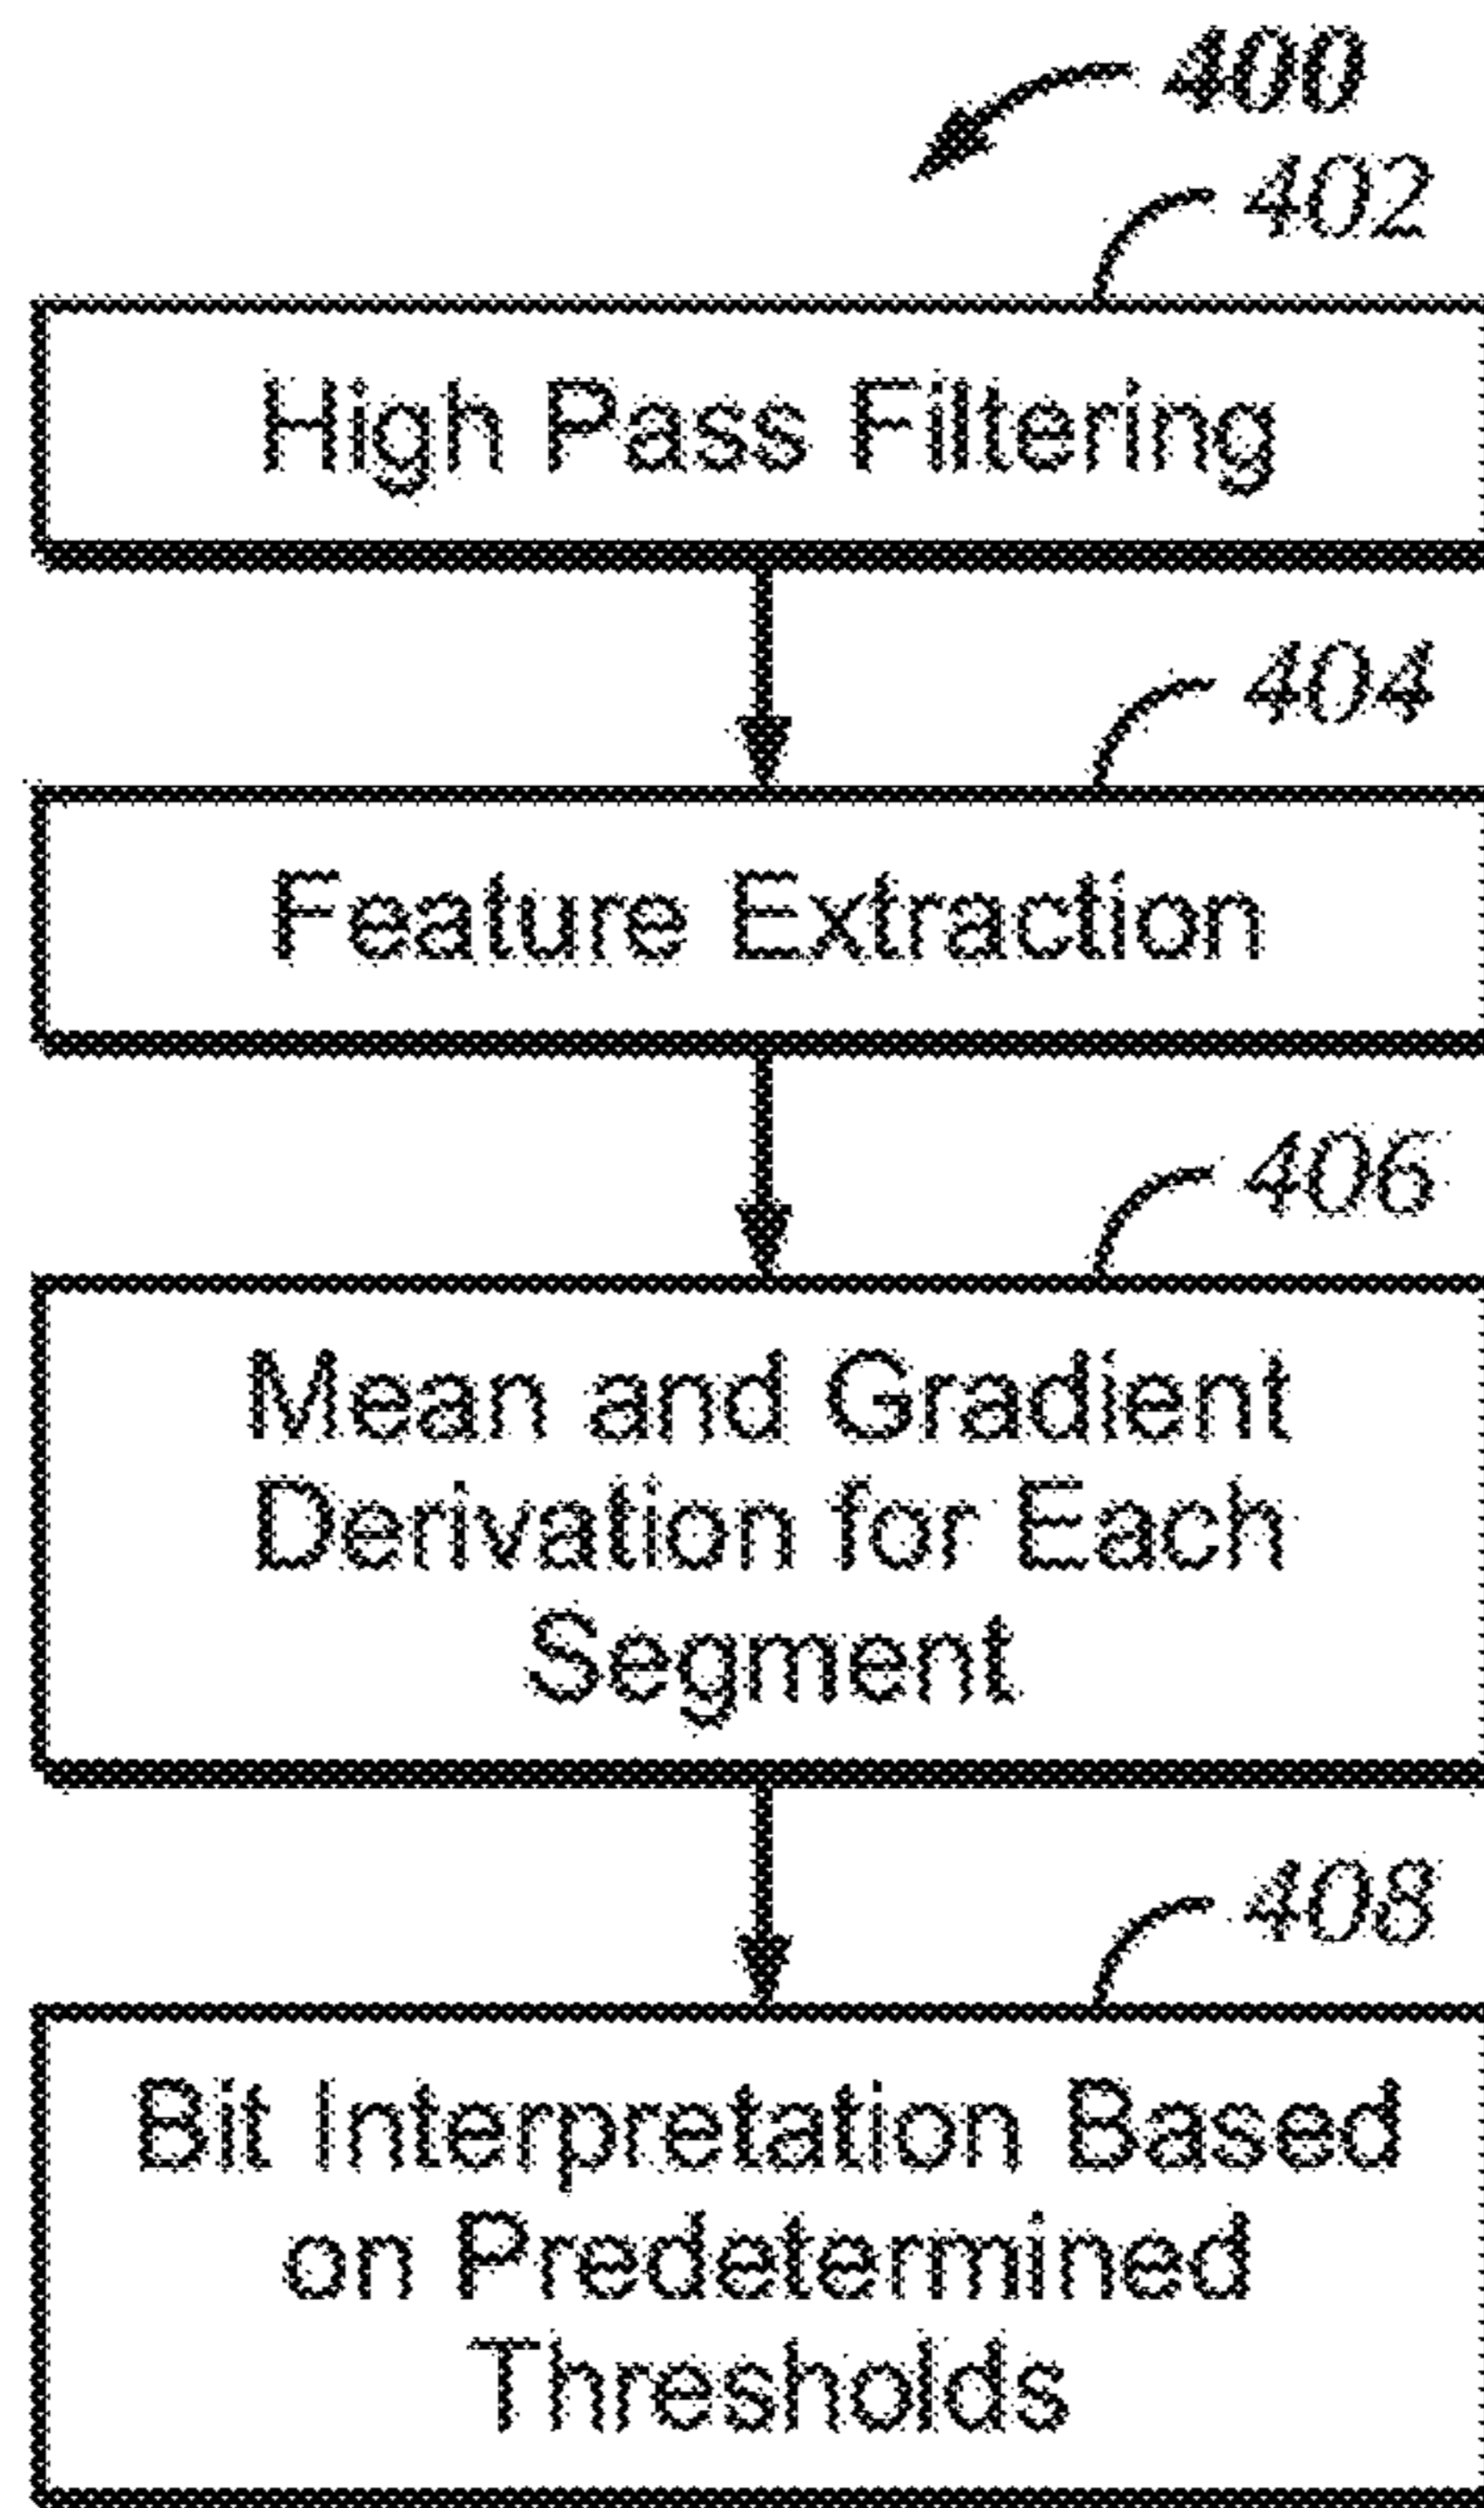 400
402
High Pass Filtering
404
Feature Extraction
406
Mean and Gradient
Derivation for Each
Segment
408
Bit Interpretation Based
on Predetermined
Thresholds